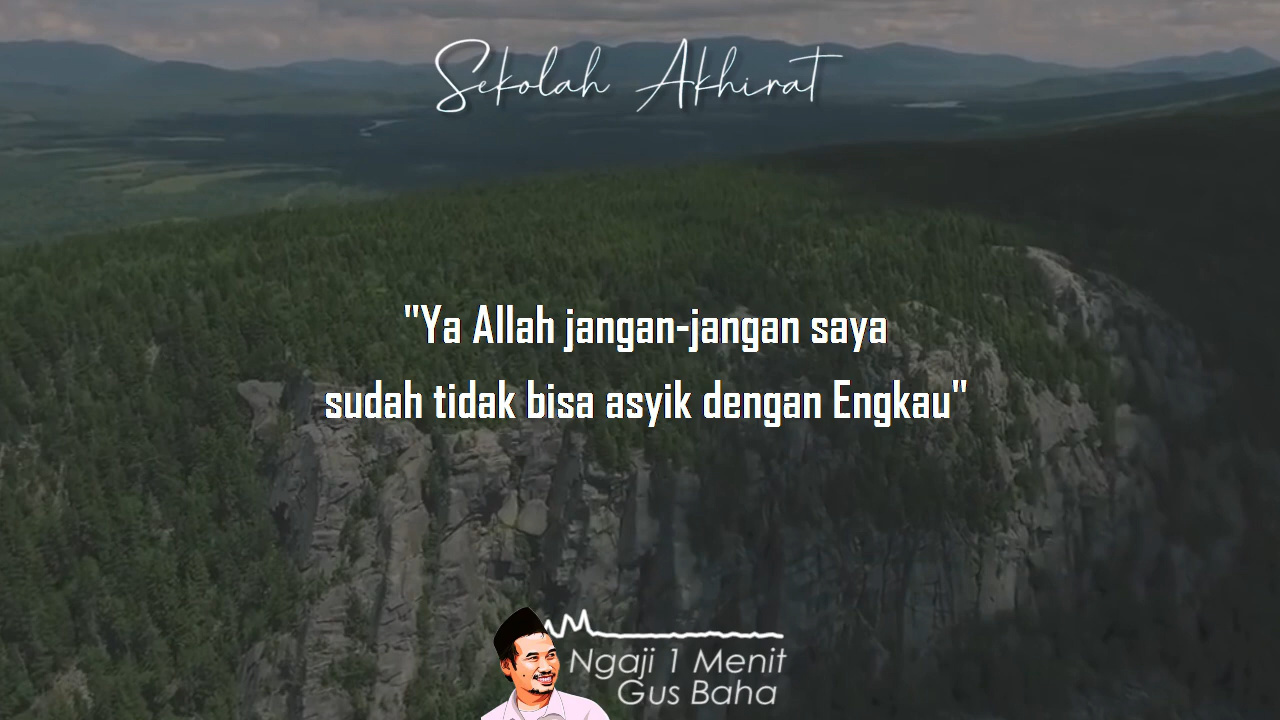 Sekolah Akhirat
"Ya Allah jangan-jangan saya
sudah tidak bisa asyik dengan Engkau"
Ngaji 1 Menit
Gus Baha